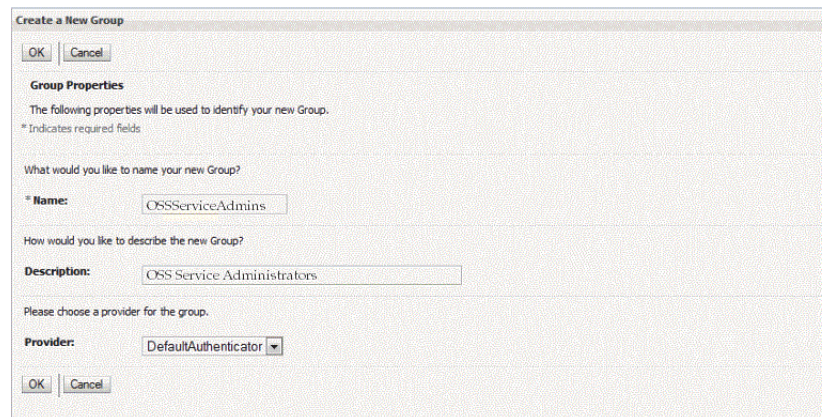 Create a New Group
OK Cancel
Group Properties
The following properties will be used to identify your new Group.
* Indicates required fields
What would you like to name your new Group?
* Name: OSSServiceAdmins
How would you like to describe the new Group?
Description: OSS Service Administrators
Please choose a provider for the group.
Provider: DefaultAuthenticator
OK Cancel